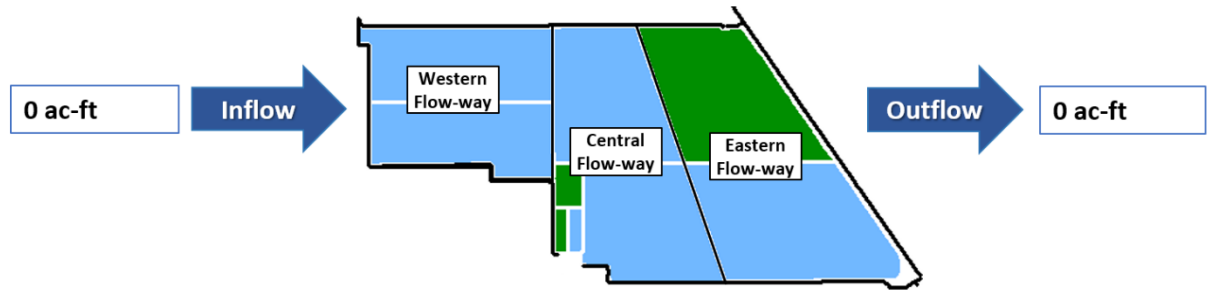 0 ac-ft
Inflow
Western
Flow-way
Central
Flow-way
Eastern
Flow-way
Outflow
0 ac-ft